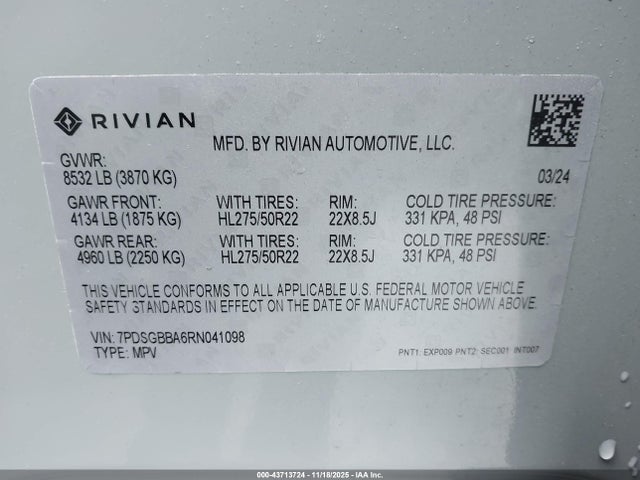 RIVIAN
MFD. BY RIVIAN AUTOMOTIVE, LLC.
GVWR:
8532 LB (3870 KG) 03/24
GAWR FRONT: WITH TIRES: RIM: COLD TIRE PRESSURE:
4134 LB (1875 KG) HL275/50R22 22X8.5J 331 KPA, 48 PSI
GAWR REAR: WITH TIRES: RIM: COLD TIRE PRESSURE:
4960 LB (2250 KG) HL275/50R22 22X8.5J 331 KPA, 48 PSI
THIS VEHICLE CONFORMS TO ALL APPLICABLE U.S. FEDERAL MOTOR VEHICLE
SAFETY STANDARDS IN EFFECT ON THE DATE OF MANUFACTURE SHOWN ABOVE.
VIN: 7PDSGBBA6RN041098
TYPE: MPV PNT1: EXP009 PNT2: SEC001 INT007
000-43713724 - 11/18/2025 - IAA Corp.